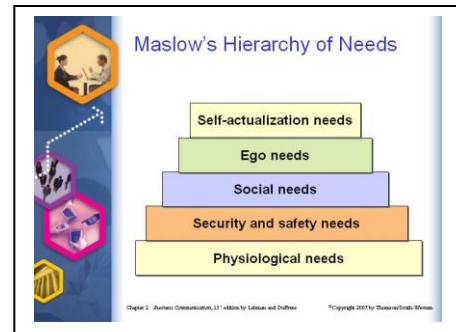 Maslow's Hierarchy of Needs
Self-actualization needs
Ego needs
Social needs
Security and safety needs
Physiological needs
Chapter 2 Business Communication, 15th edition by Lehman and DuFrene ©Copyright 2007 by Thomson/South-Western